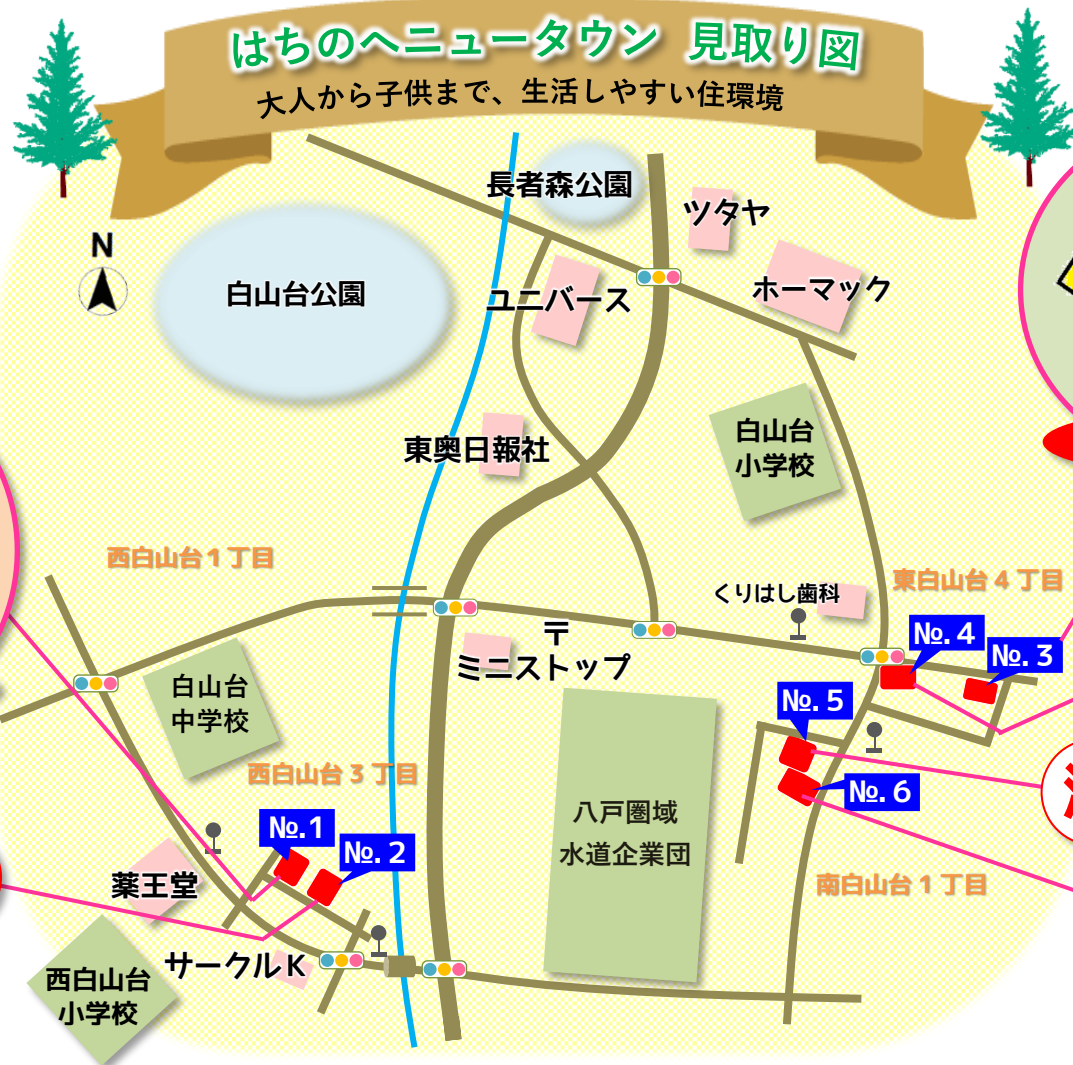 はちのへニュータウン 見取り図
大人から子供まで、生活しやすい住環境
長者森公園
ツタヤ
N
白山台公園
ユニバース
ホーマック
東奥日報社
白山台
小学校
西白山台1丁目
東白山台4丁目
くりはし歯科
〒
ミニストップ
№.4
№.3
白山台
中学校
№.5
西白山台3丁目
№.6
八戸圏域
水道企業団
№.1
№.2
薬王堂
南白山台1丁目
サークルK
西白山台
小学校